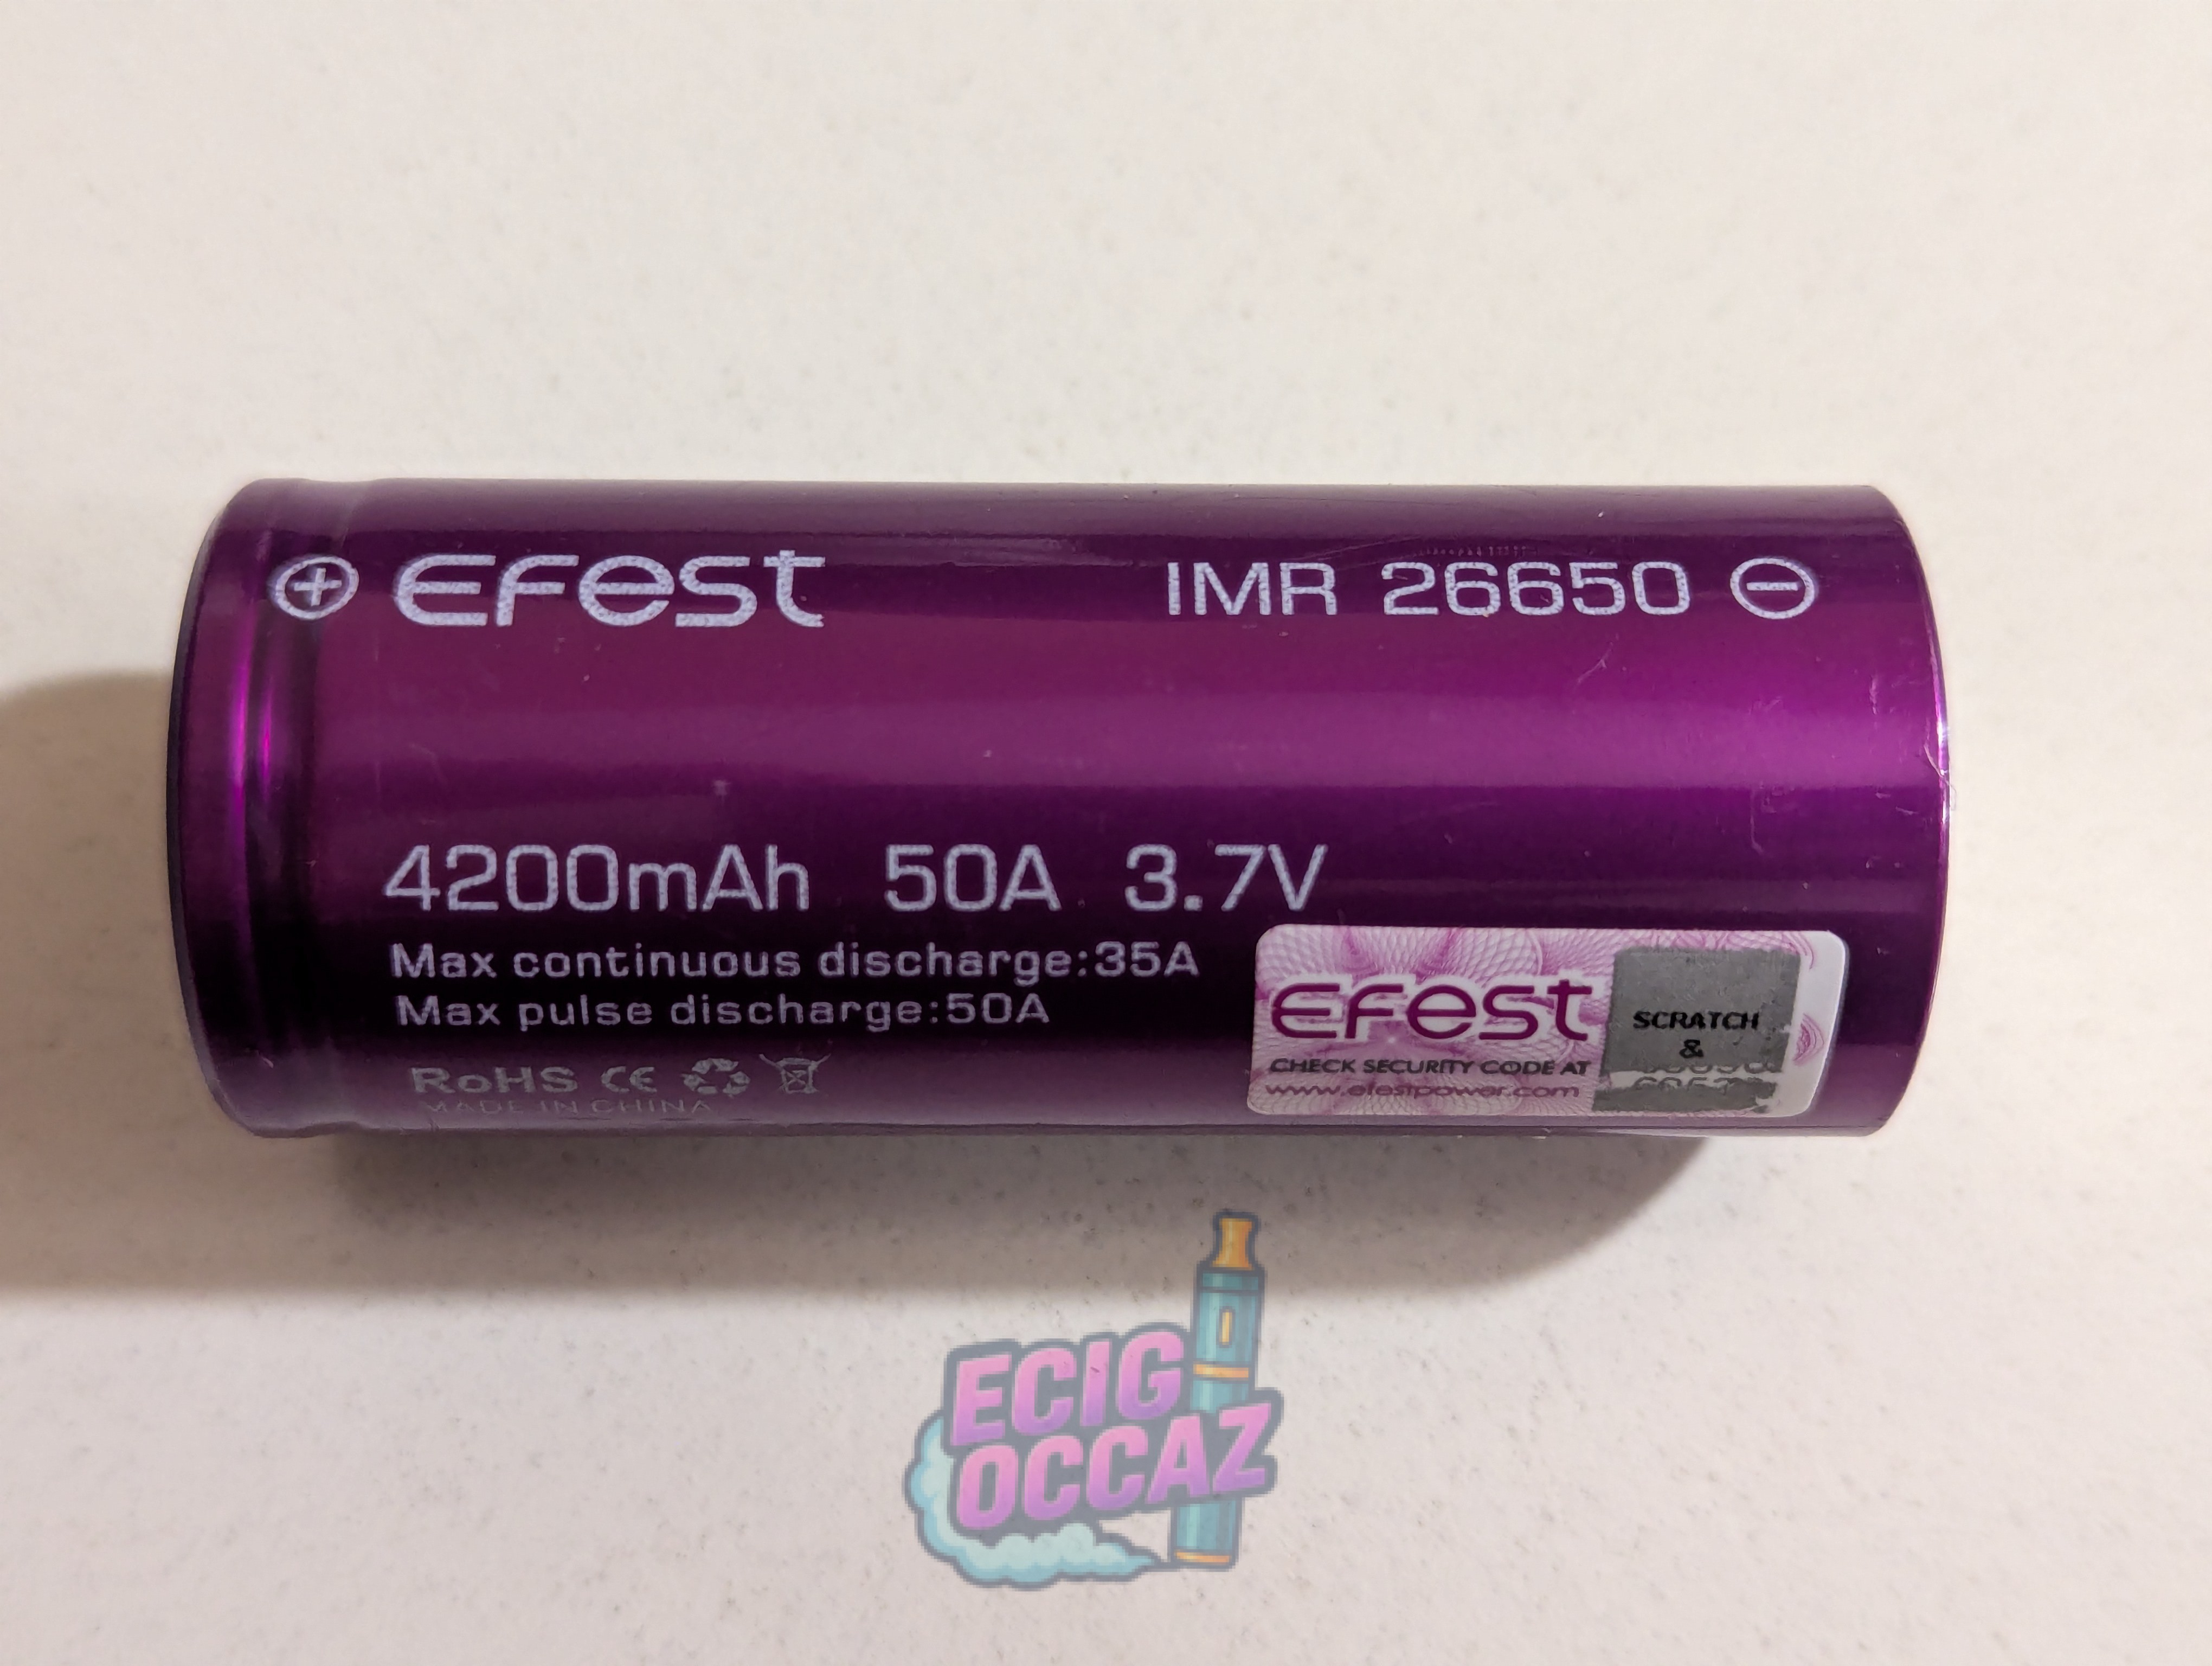 + Efest IMR 26650 -
4200mAh 50A 3.7V
Max continuous discharge:35A
Max pulse discharge:50A
RoHS CE
MADE IN CHINA
Efest
CHECK SECURITY CODE AT
www.efestpower.com
SCRATCH
&
ECIG
OCCAZ